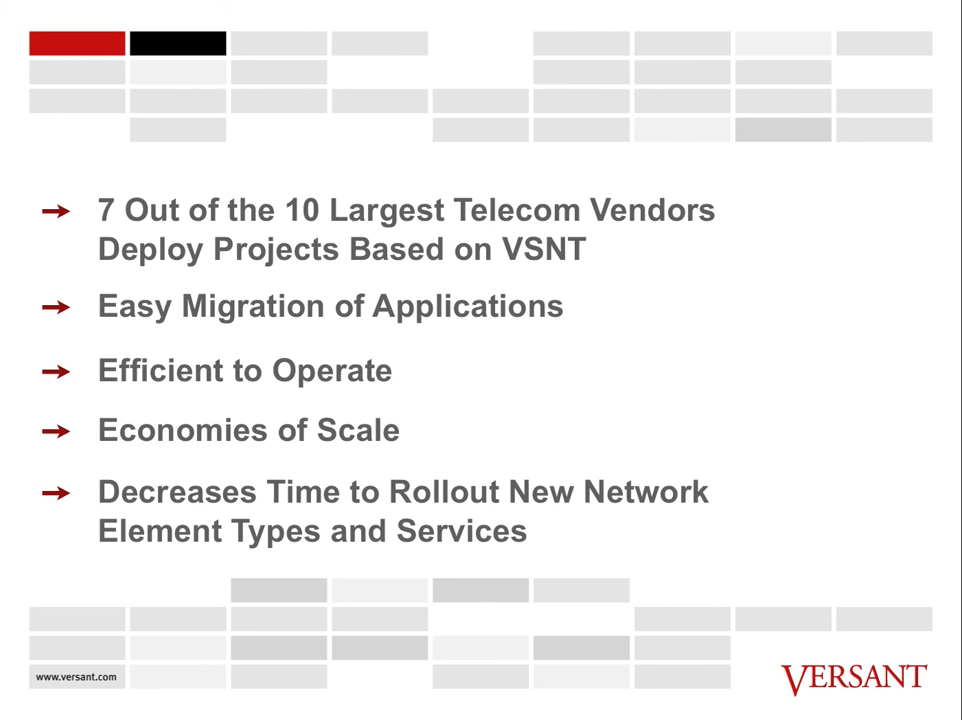 7 Out of the 10 Largest Telecom Vendors
Deploy Projects Based on VSNT
Easy Migration of Applications
Efficient to Operate
Economies of Scale
Decreases Time to Rollout New Network
Element Types and Services
www.versant.com
VERSANT